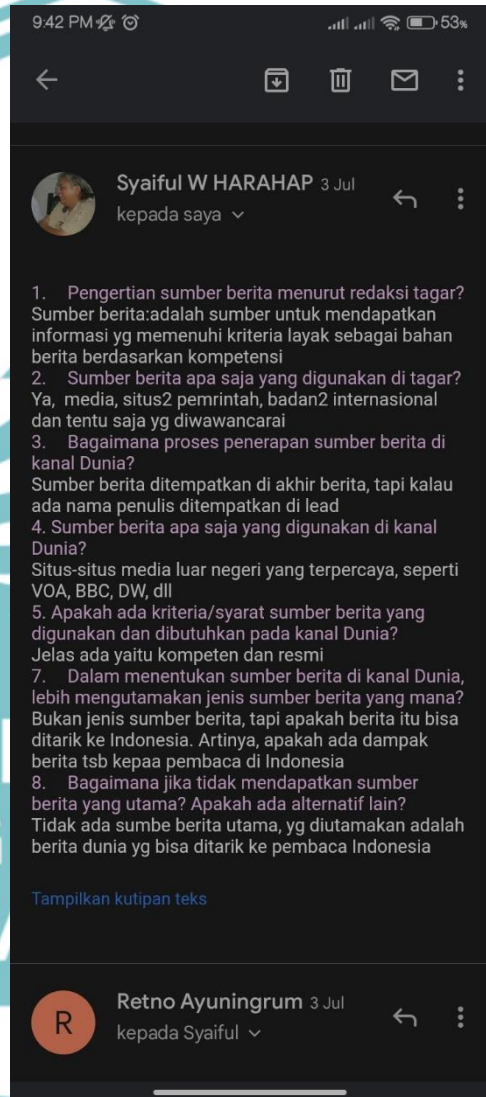 9:42 PM
53%
Syaiful W HARAHAP 3 Jul
kepada saya
1. Pengertian sumber berita menurut redaksi tagar?
Sumber berita:adalah sumber untuk mendapatkan
informasi yg memenuhi kriteria layak sebagai bahan
berita berdasarkan kompetensi
2. Sumber berita apa saja yang digunakan di tagar?
Ya, media, situs2 pemrintah, badan2 internasional
dan tentu saja yg diwawancarai
3. Bagaimana proses penerapan sumber berita di
kanal Dunia?
Sumber berita ditempatkan di akhir berita, tapi kalau
ada nama penulis ditempatkan di lead
4. Sumber berita apa saja yang digunakan di kanal
Dunia?
Situs-situs media luar negeri yang terpercaya, seperti
VOA, BBC, DW, dll
5. Apakah ada kriteria/syarat sumber berita yang
digunakan dan dibutuhkan pada kanal Dunia?
Jelas ada yaitu kompeten dan resmi
7. Dalam menentukan sumber berita di kanal Dunia,
lebih mengutamakan jenis sumber berita yang mana?
Bukan jenis sumber berita, tapi apakah berita itu bisa
ditarik ke Indonesia. Artinya, apakah ada dampak
berita tsb kepaa pembaca di Indonesia
8. Bagaimana jika tidak mendapatkan sumber
berita yang utama? Apakah ada alternatif lain?
Tidak ada sumbe berita utama, yg diutamakan adalah
berita dunia yg bisa ditarik ke pembaca Indonesia
Tampilkan kutipan teks
R
Retno Ayuningrum 3 Jul
kepada Syaiful